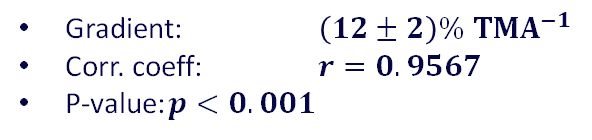 • Gradient: (12 ± 2)% TMA⁻¹
• Corr. coeff: r = 0.9567
• P-value: p < 0.001